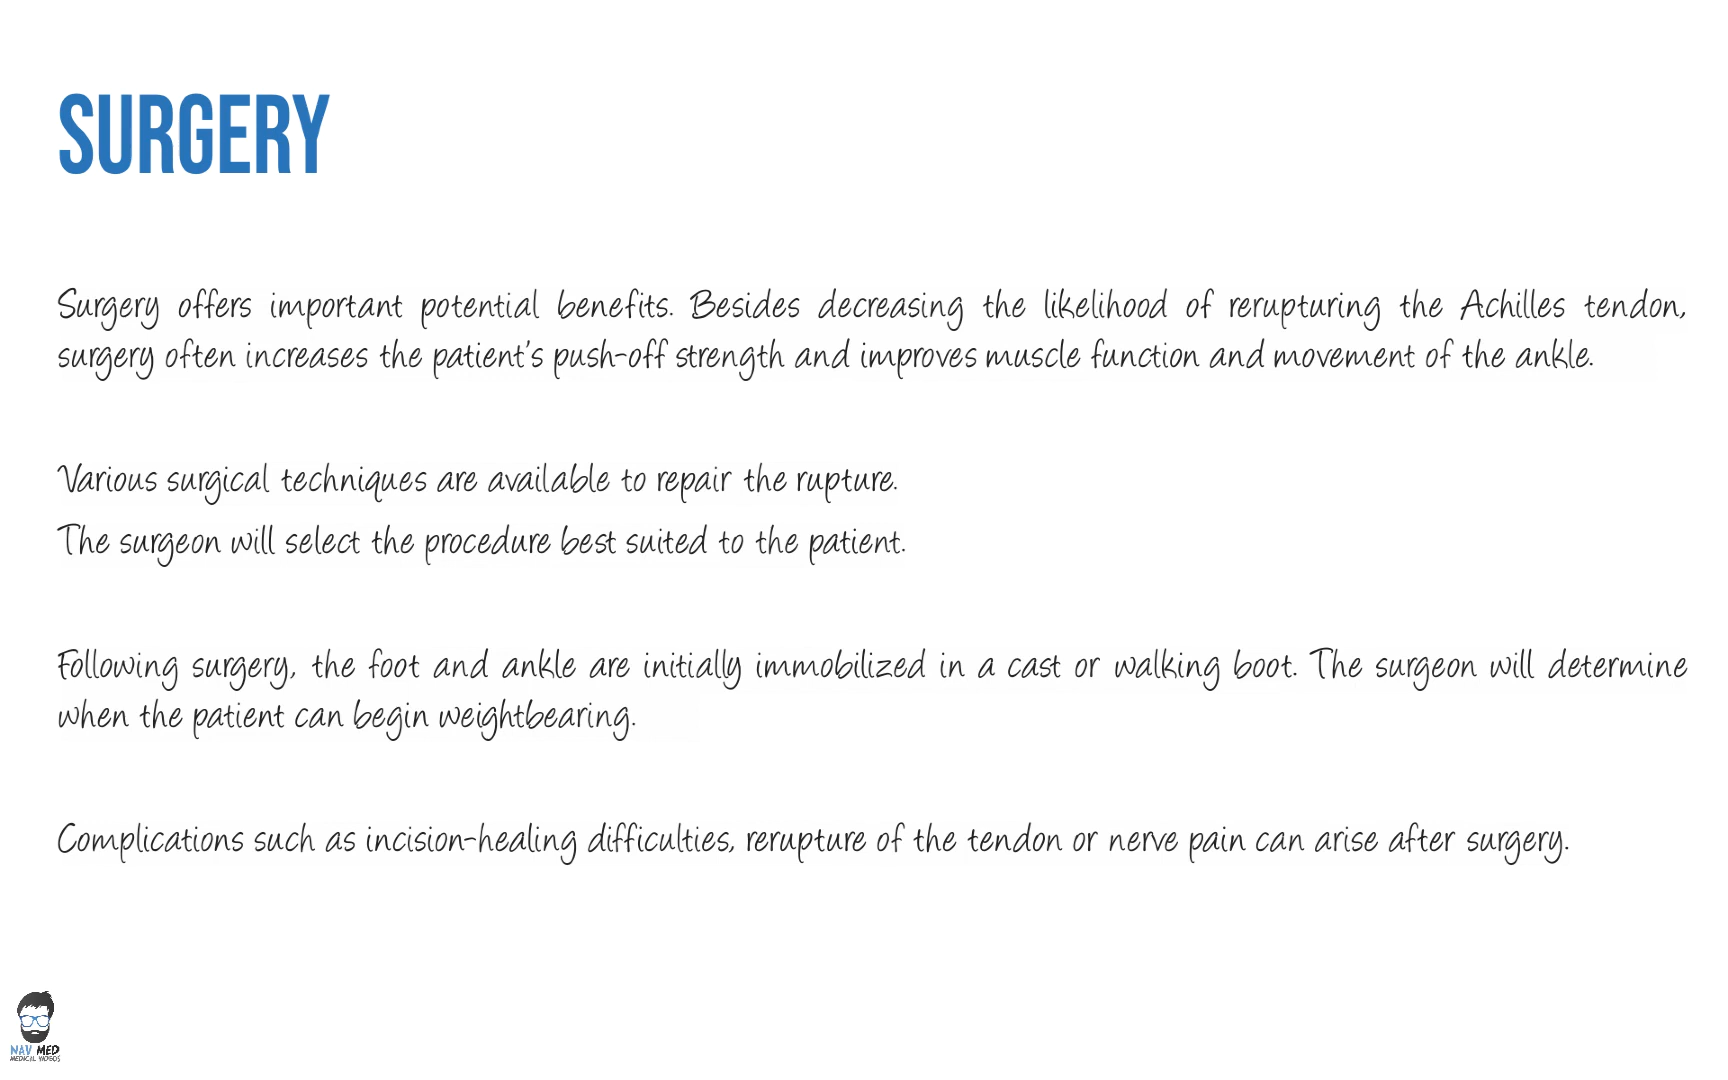 SURGERY
Surgery offers important potential benefits. Besides decreasing the likelihood of rerupturing the Achilles tendon,
surgery often increases the patient's push-off strength and improves muscle function and movement of the ankle.
Various surgical techniques are available to repair the rupture.
The surgeon will select the procedure best suited to the patient.
Following surgery, the foot and ankle are initially immobilized in a cast or walking boot. The surgeon will determine
when the patient can begin weightbearing.
Complications such as incision-healing difficulties, rerupture of the tendon or nerve pain can arise after surgery.
NAV MED
MEDICAL VIDEOS